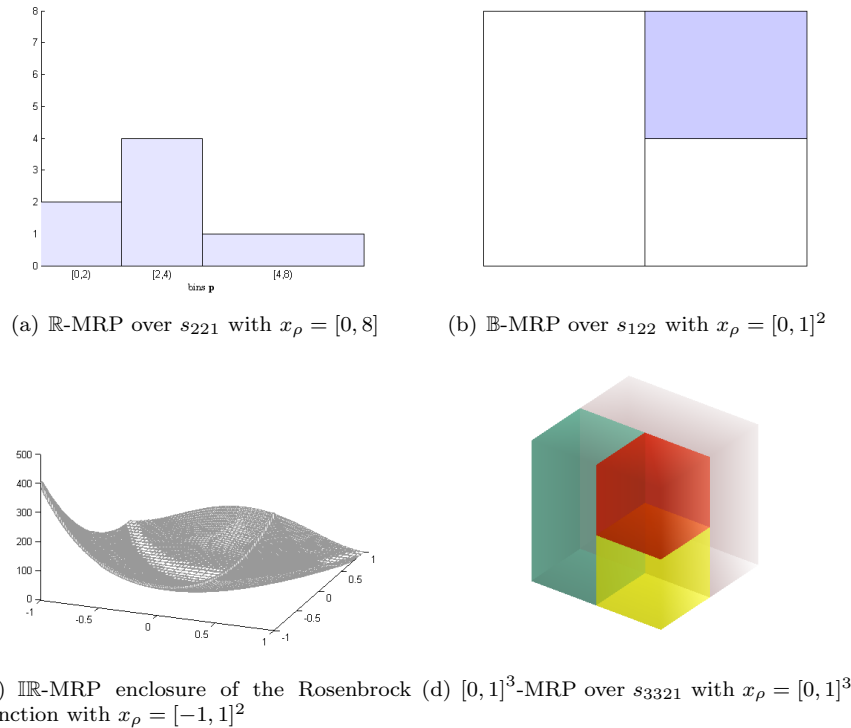 8
7
6
5
4
3
2
1
0
[0,2) [2,4) [4,8)
bins p
(a) ℝ-MRP over s₂₂₁ with xρ = [0, 8]
(b) 𝔹-MRP over s₁₂₂ with xρ = [0, 1]²
500
400
300
200
100
0
-1 -0.5 0 0.5 1
-1 -0.5 0 0.5 1
) 𝕀ℝ-MRP enclosure of the Rosenbrock
nction with xρ = [−1, 1]²
(d) [0, 1]³-MRP over s₃₃₂₁ with xρ = [0, 1]³